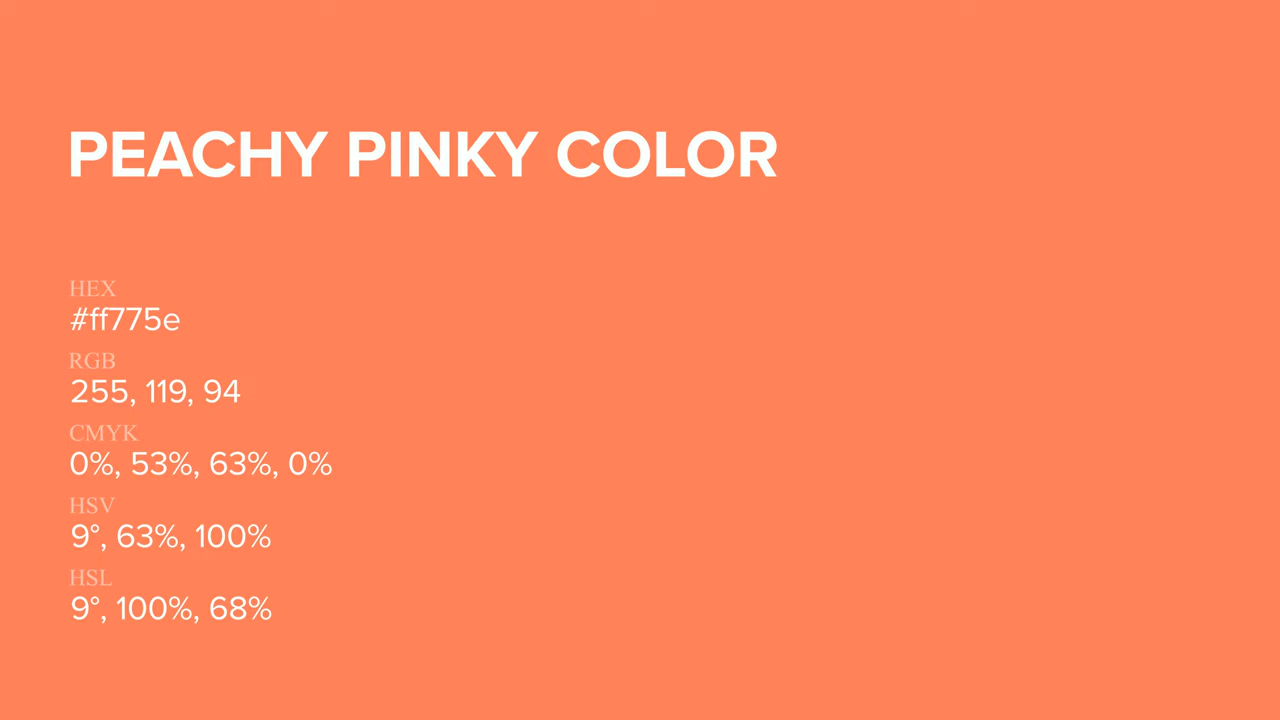 PEACHY PINKY COLOR
HEX
#ff775e
RGB
255, 119, 94
CMYK
0%, 53%, 63%, 0%
HSV
9°, 63%, 100%
HSL
9°, 100%, 68%